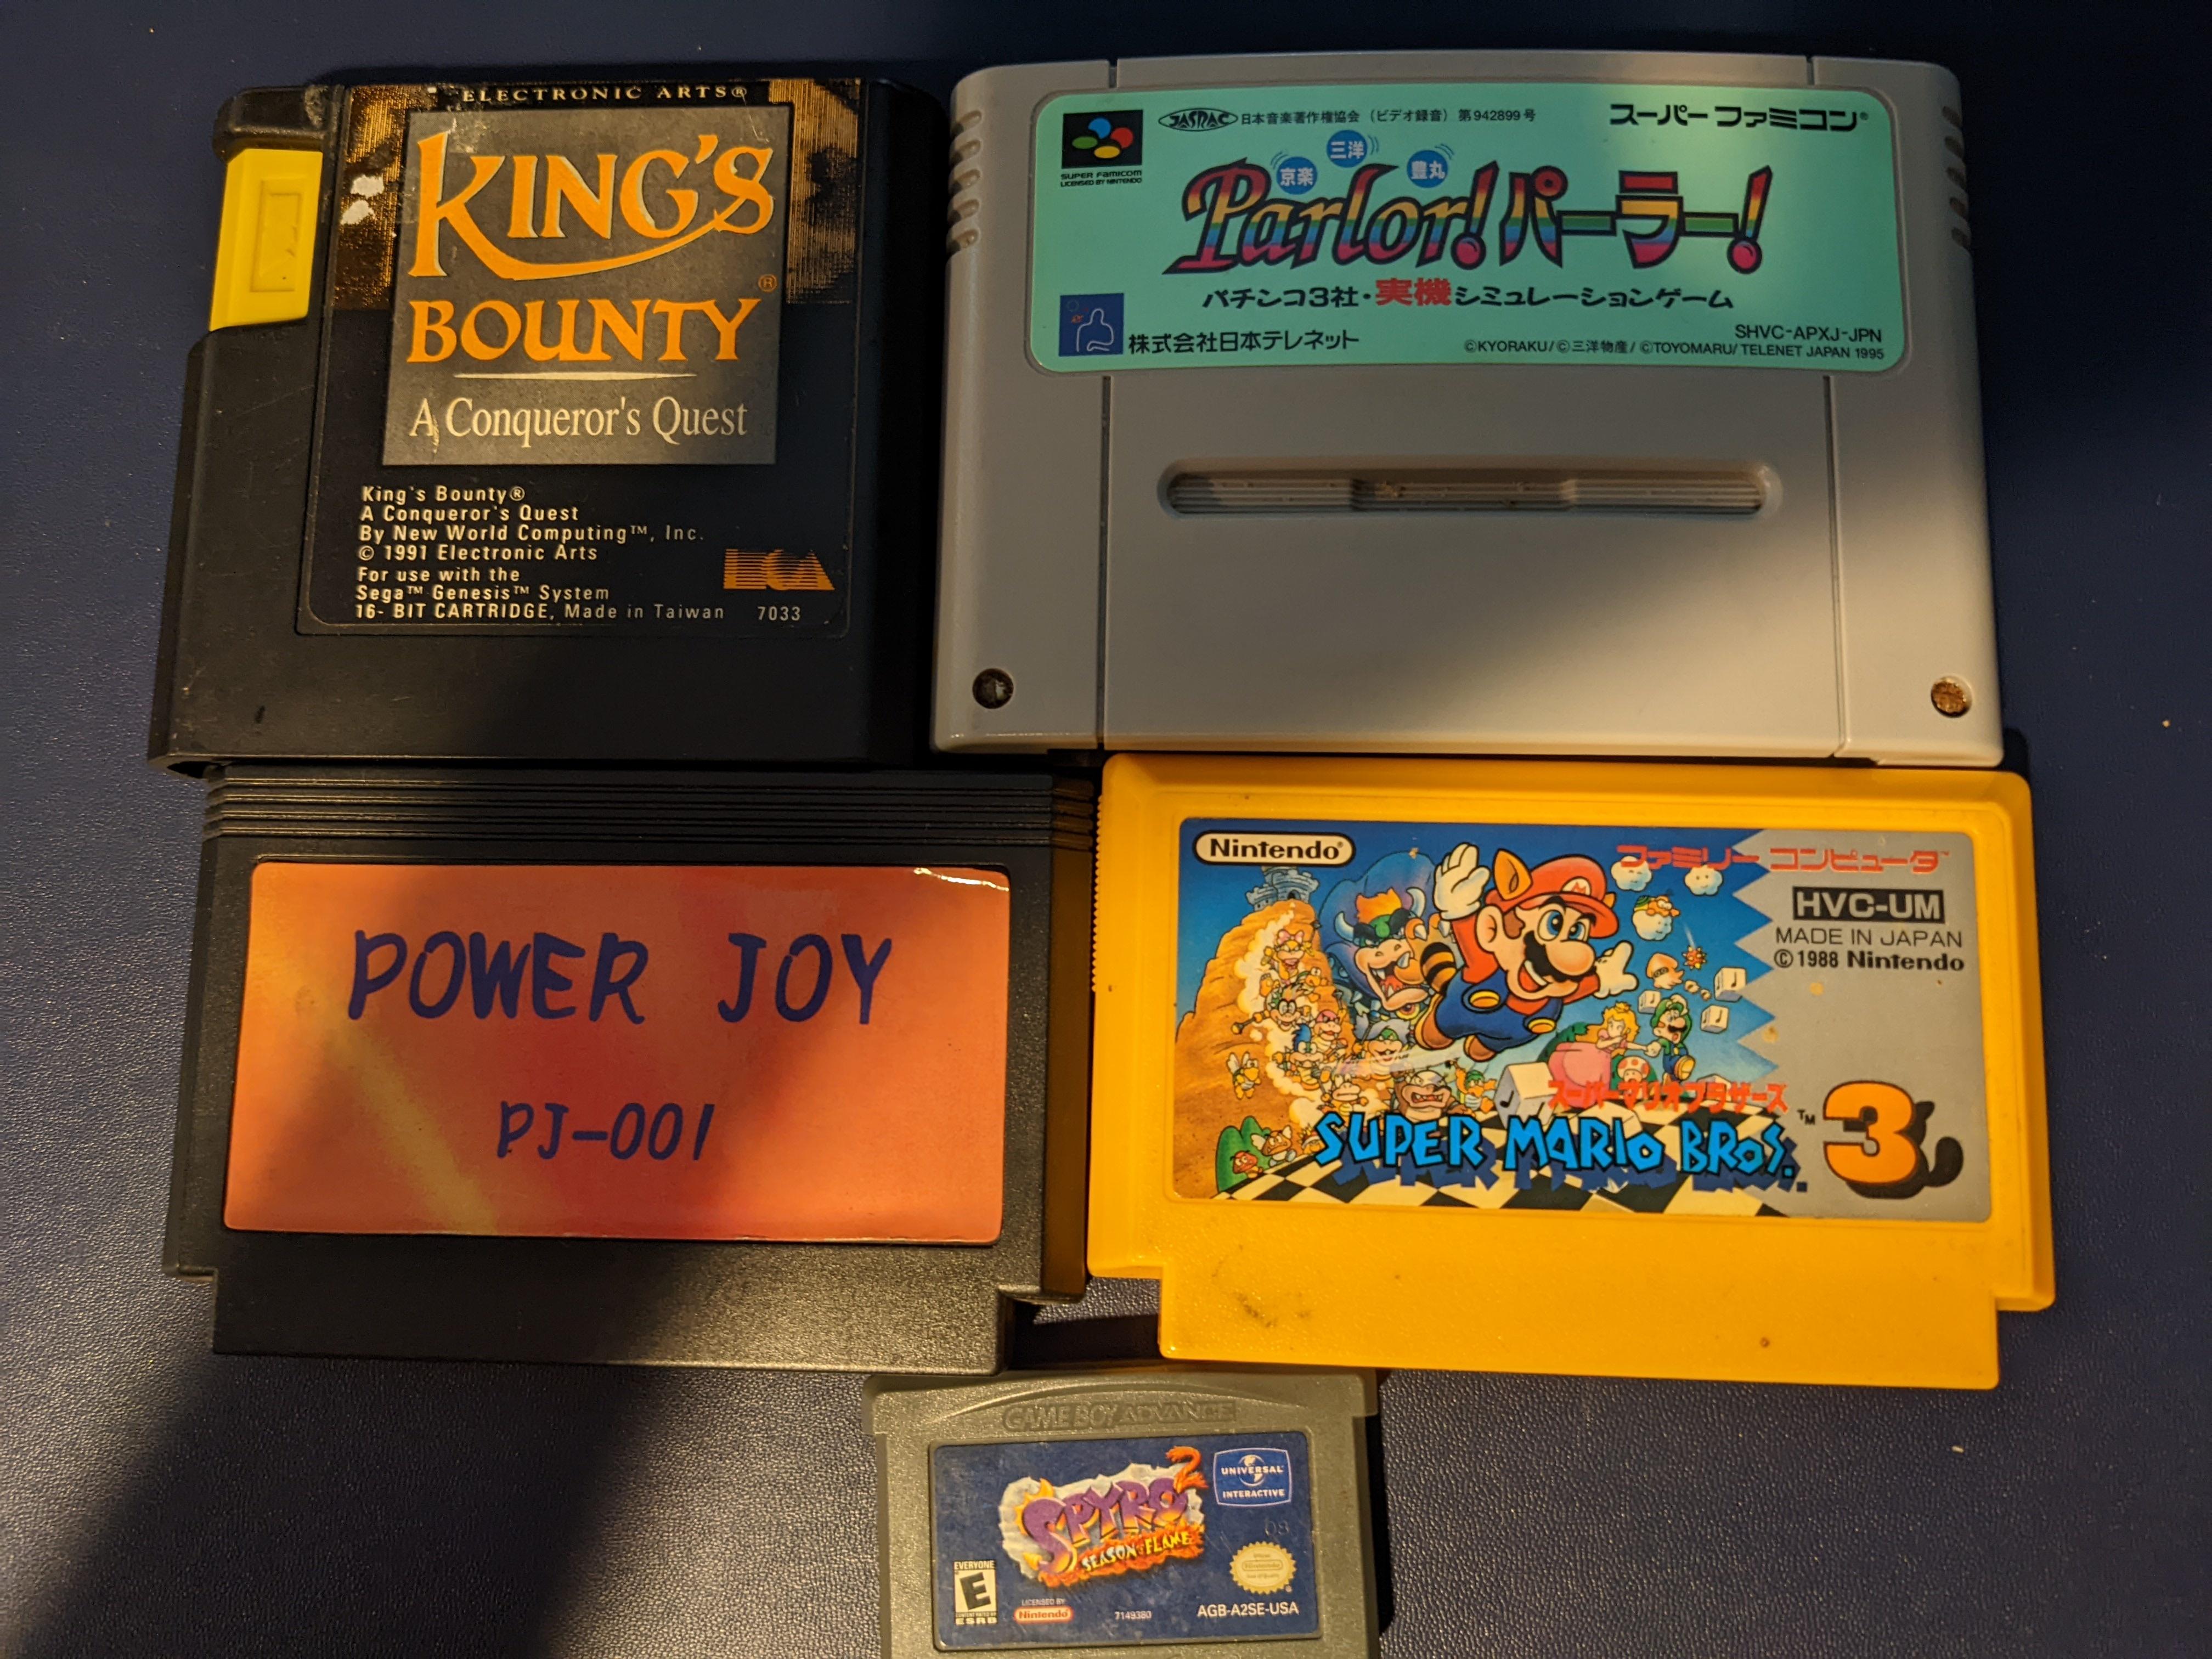 ELECTRONIC ARTS®
KING'S
BOUNTY®
A Conqueror's Quest
King's Bounty®
A Conqueror's Quest
By New World Computing™, Inc.
© 1991 Electronic Arts
For use with the
Sega™ Genesis™ System
16- BIT CARTRIDGE, Made in Taiwan 7033
EA
JASRAC 日本音楽著作権協会（ビデオ録音）第942899号
スーパーファミコン®
SUPER FAMICOM
LICENSED BY NINTENDO
京楽 三洋 豊丸
Parlor!パーラー!
パチンコ3社・実機シミュレーションゲーム
株式会社日本テレネット
SHVC-APXJ-JPN
©KYORAKU/©三洋物産/©TOYOMARU/TELENET JAPAN 1995
POWER JOY
PJ-001
Nintendo®
ファミリー コンピュータ™
HVC-UM
MADE IN JAPAN
©1988 Nintendo
スーパーマリオブラザーズ
SUPER MARIO BROS.™ 3
GAME BOY ADVANCE
SPYRO 2
SEASON OF FLAME
UNIVERSAL
INTERACTIVE
EVERYONE
E
ESRB
LICENSED BY
Nintendo
7149380
AGB-A2SE-USA